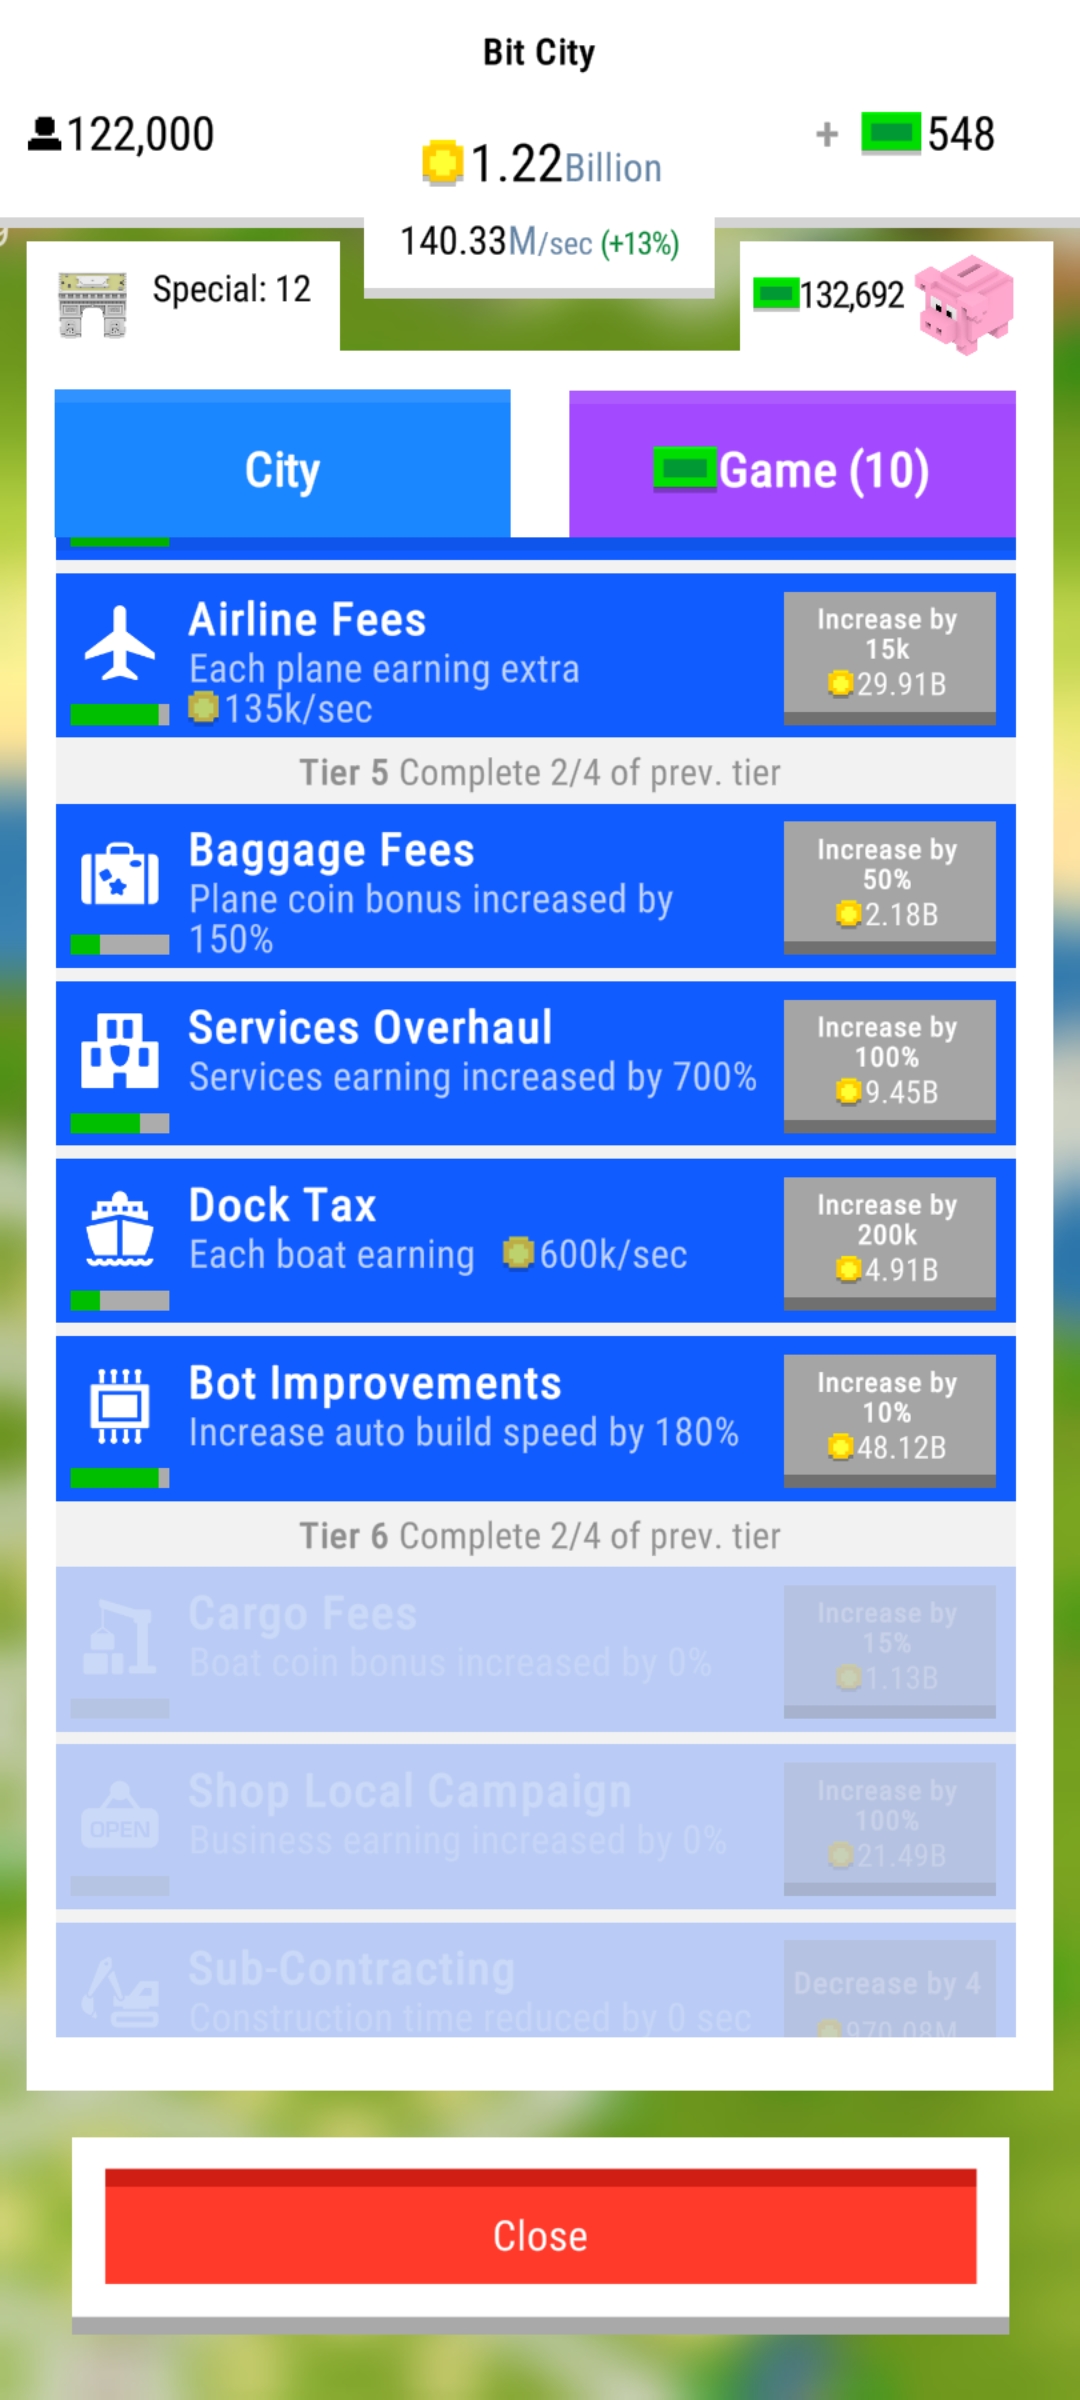 Bit City
122,000
1.22Billion
+ 548
140.33M/sec (+13%)
Special: 12
132,692
City
Game (10)
Airline Fees
Each plane earning extra
135k/sec
Increase by
15k
29.91B
Tier 5 Complete 2/4 of prev. tier
Baggage Fees
Plane coin bonus increased by
150%
Increase by
50%
2.18B
Services Overhaul
Services earning increased by 700%
Increase by
100%
9.45B
Dock Tax
Each boat earning 600k/sec
Increase by
200k
4.91B
Bot Improvements
Increase auto build speed by 180%
Increase by
10%
48.12B
Tier 6 Complete 2/4 of prev. tier
Cargo Fees
Boat coin bonus increased by 0%
Increase by
15%
1.13B
OPEN
Shop Local Campaign
Business earning increased by 0%
Increase by
100%
21.49B
Sub-Contracting
Construction time reduced by 0 sec
Decrease by 4
970.08M
Close